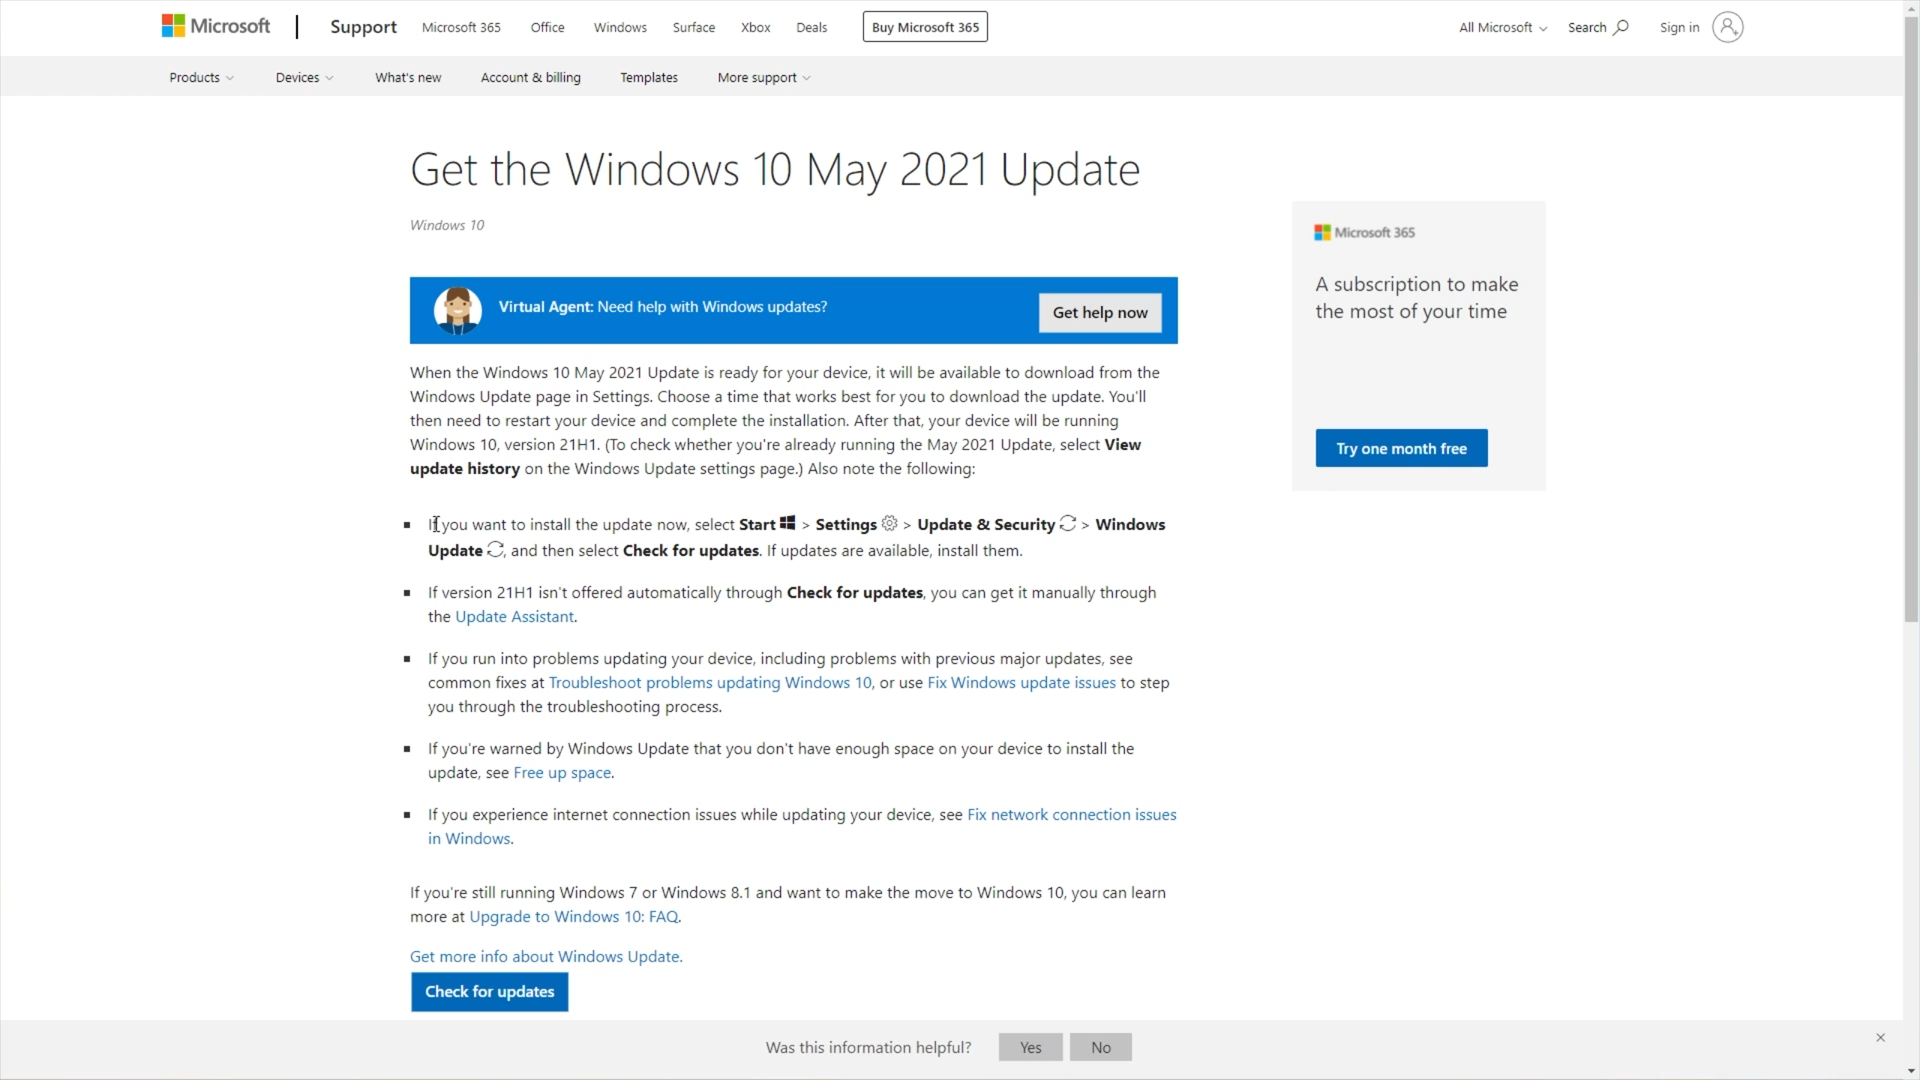 Microsoft
Support
Microsoft 365
Office
Windows
Surface
Xbox
Deals
Buy Microsoft 365
All Microsoft
Search
Sign in
Products
Devices
What's new
Account & billing
Templates
More support
Get the Windows 10 May 2021 Update
Windows 10
Virtual Agent: Need help with Windows updates?
Get help now
When the Windows 10 May 2021 Update is ready for your device, it will be available to download from the
Windows Update page in Settings. Choose a time that works best for you to download the update. You'll
then need to restart your device and complete the installation. After that, your device will be running
Windows 10, version 21H1. (To check whether you're already running the May 2021 Update, select View
update history on the Windows Update settings page.) Also note the following:
If you want to install the update now, select Start > Settings > Update & Security > Windows
Update , and then select Check for updates. If updates are available, install them.
If version 21H1 isn't offered automatically through Check for updates, you can get it manually through
the Update Assistant.
If you run into problems updating your device, including problems with previous major updates, see
common fixes at Troubleshoot problems updating Windows 10, or use Fix Windows update issues to step
you through the troubleshooting process.
If you're warned by Windows Update that you don't have enough space on your device to install the
update, see Free up space.
If you experience internet connection issues while updating your device, see Fix network connection issues
in Windows.
If you're still running Windows 7 or Windows 8.1 and want to make the move to Windows 10, you can learn
more at Upgrade to Windows 10: FAQ.
Get more info about Windows Update.
Check for updates
Microsoft 365
A subscription to make
the most of your time
Try one month free
Was this information helpful?
Yes
No